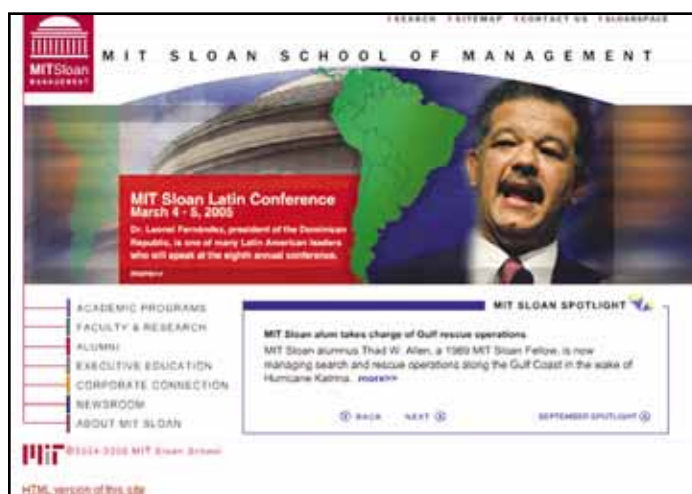 SEARCH SITEMAP CONTACT US SLOANSPACE
MIT SLOAN SCHOOL OF MANAGEMENT
MITSloan
MANAGEMENT
MIT Sloan Latin Conference
March 4 - 5, 2005
Dr. Leonel Fernández, president of the Dominican
Republic, is one of many Latin American leaders
who will speak at the eighth annual conference.
more>>
ACADEMIC PROGRAMS
FACULTY & RESEARCH
ALUMNI
EXECUTIVE EDUCATION
CORPORATE CONNECTION
NEWSROOM
ABOUT MIT SLOAN
MIT SLOAN SPOTLIGHT
MIT Sloan alum takes charge of Gulf rescue operations
MIT Sloan alumnus Thad W. Allen, a 1989 MIT Sloan Fellow, is now
managing search and rescue operations along the Gulf Coast in the wake of
Hurricane Katrina. more>>
BACK NEXT SEPTEMBER SPOTLIGHT
MIT ©2004-2005 MIT Sloan School
HTML version of this site